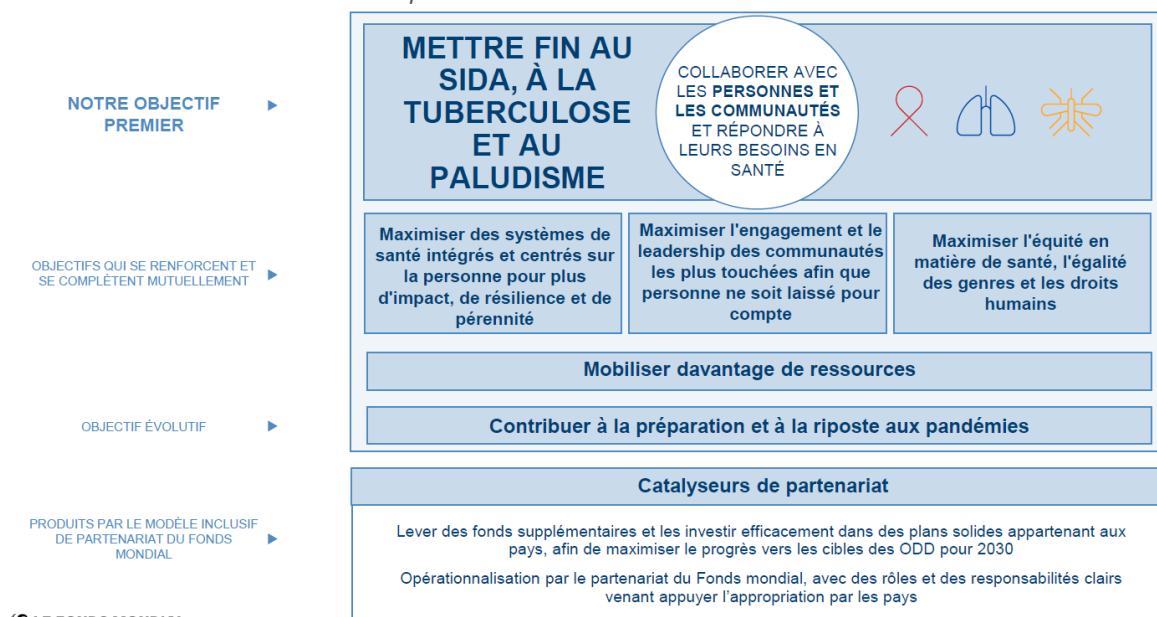 METTRE FIN AU
SIDA, À LA
TUBERCULOSE
ET AU
PALUDISME
COLLABORER AVEC
LES PERSONNES ET
LES COMMUNAUTÉS
ET RÉPONDRE À
LEURS BESOINS EN
SANTÉ
NOTRE OBJECTIF
PREMIER
Maximiser des systèmes de
santé intégrés et centrés sur
la personne pour plus
d'impact, de résilience et de
pérennité
Maximiser l'engagement et le
leadership des communautés
les plus touchées afin que
personne ne soit laissé pour
compte
Maximiser l'équité en
matière de santé, l'égalité
des genres et les droits
humains
OBJECTIFS QUI SE RENFORCENT ET
SE COMPLÈTENT MUTUELLEMENT
Mobiliser davantage de ressources
OBJECTIF ÉVOLUTIF
Contribuer à la préparation et à la riposte aux pandémies
Catalyseurs de partenariat
PRODUITS PAR LE MODÈLE INCLUSIF
DE PARTENARIAT DU FONDS
MONDIAL
Lever des fonds supplémentaires et les investir efficacement dans des plans solides appartenant aux
pays, afin de maximiser le progrès vers les cibles des ODD pour 2030
Opérationnalisation par le partenariat du Fonds mondial, avec des rôles et des responsabilités clairs
venant appuyer l'appropriation par les pays